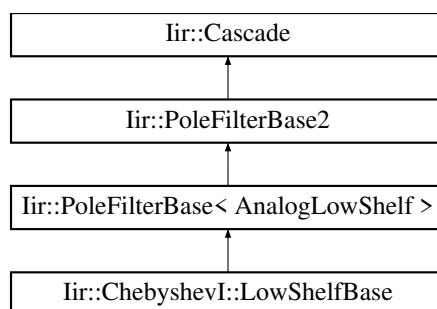 Iir::Cascade
Iir::PoleFilterBase2
Iir::PoleFilterBase< AnalogLowShelf >
Iir::ChebyshevI::LowShelfBase